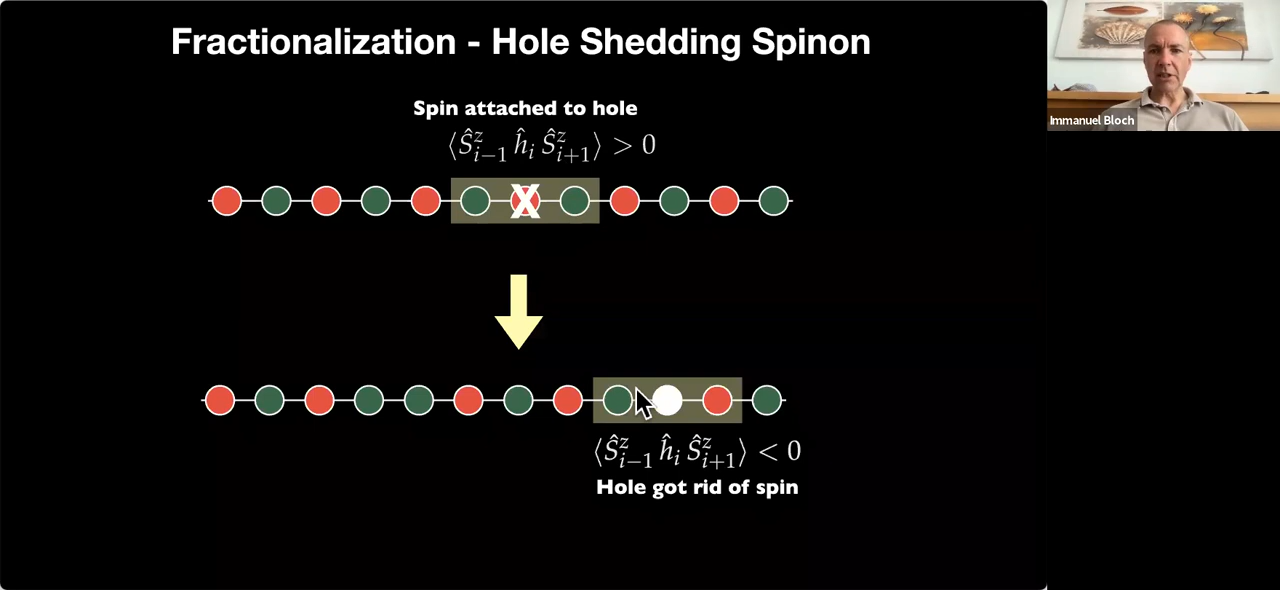 Fractionalization - Hole Shedding Spinon
Immanuel Bloch
Spin attached to hole
⟨Ŝᶻᵢ₋₁ ĥᵢ Ŝᶻᵢ₊₁⟩ > 0
X
⟨Ŝᶻᵢ₋₁ ĥᵢ Ŝᶻᵢ₊₁⟩ < 0
Hole got rid of spin